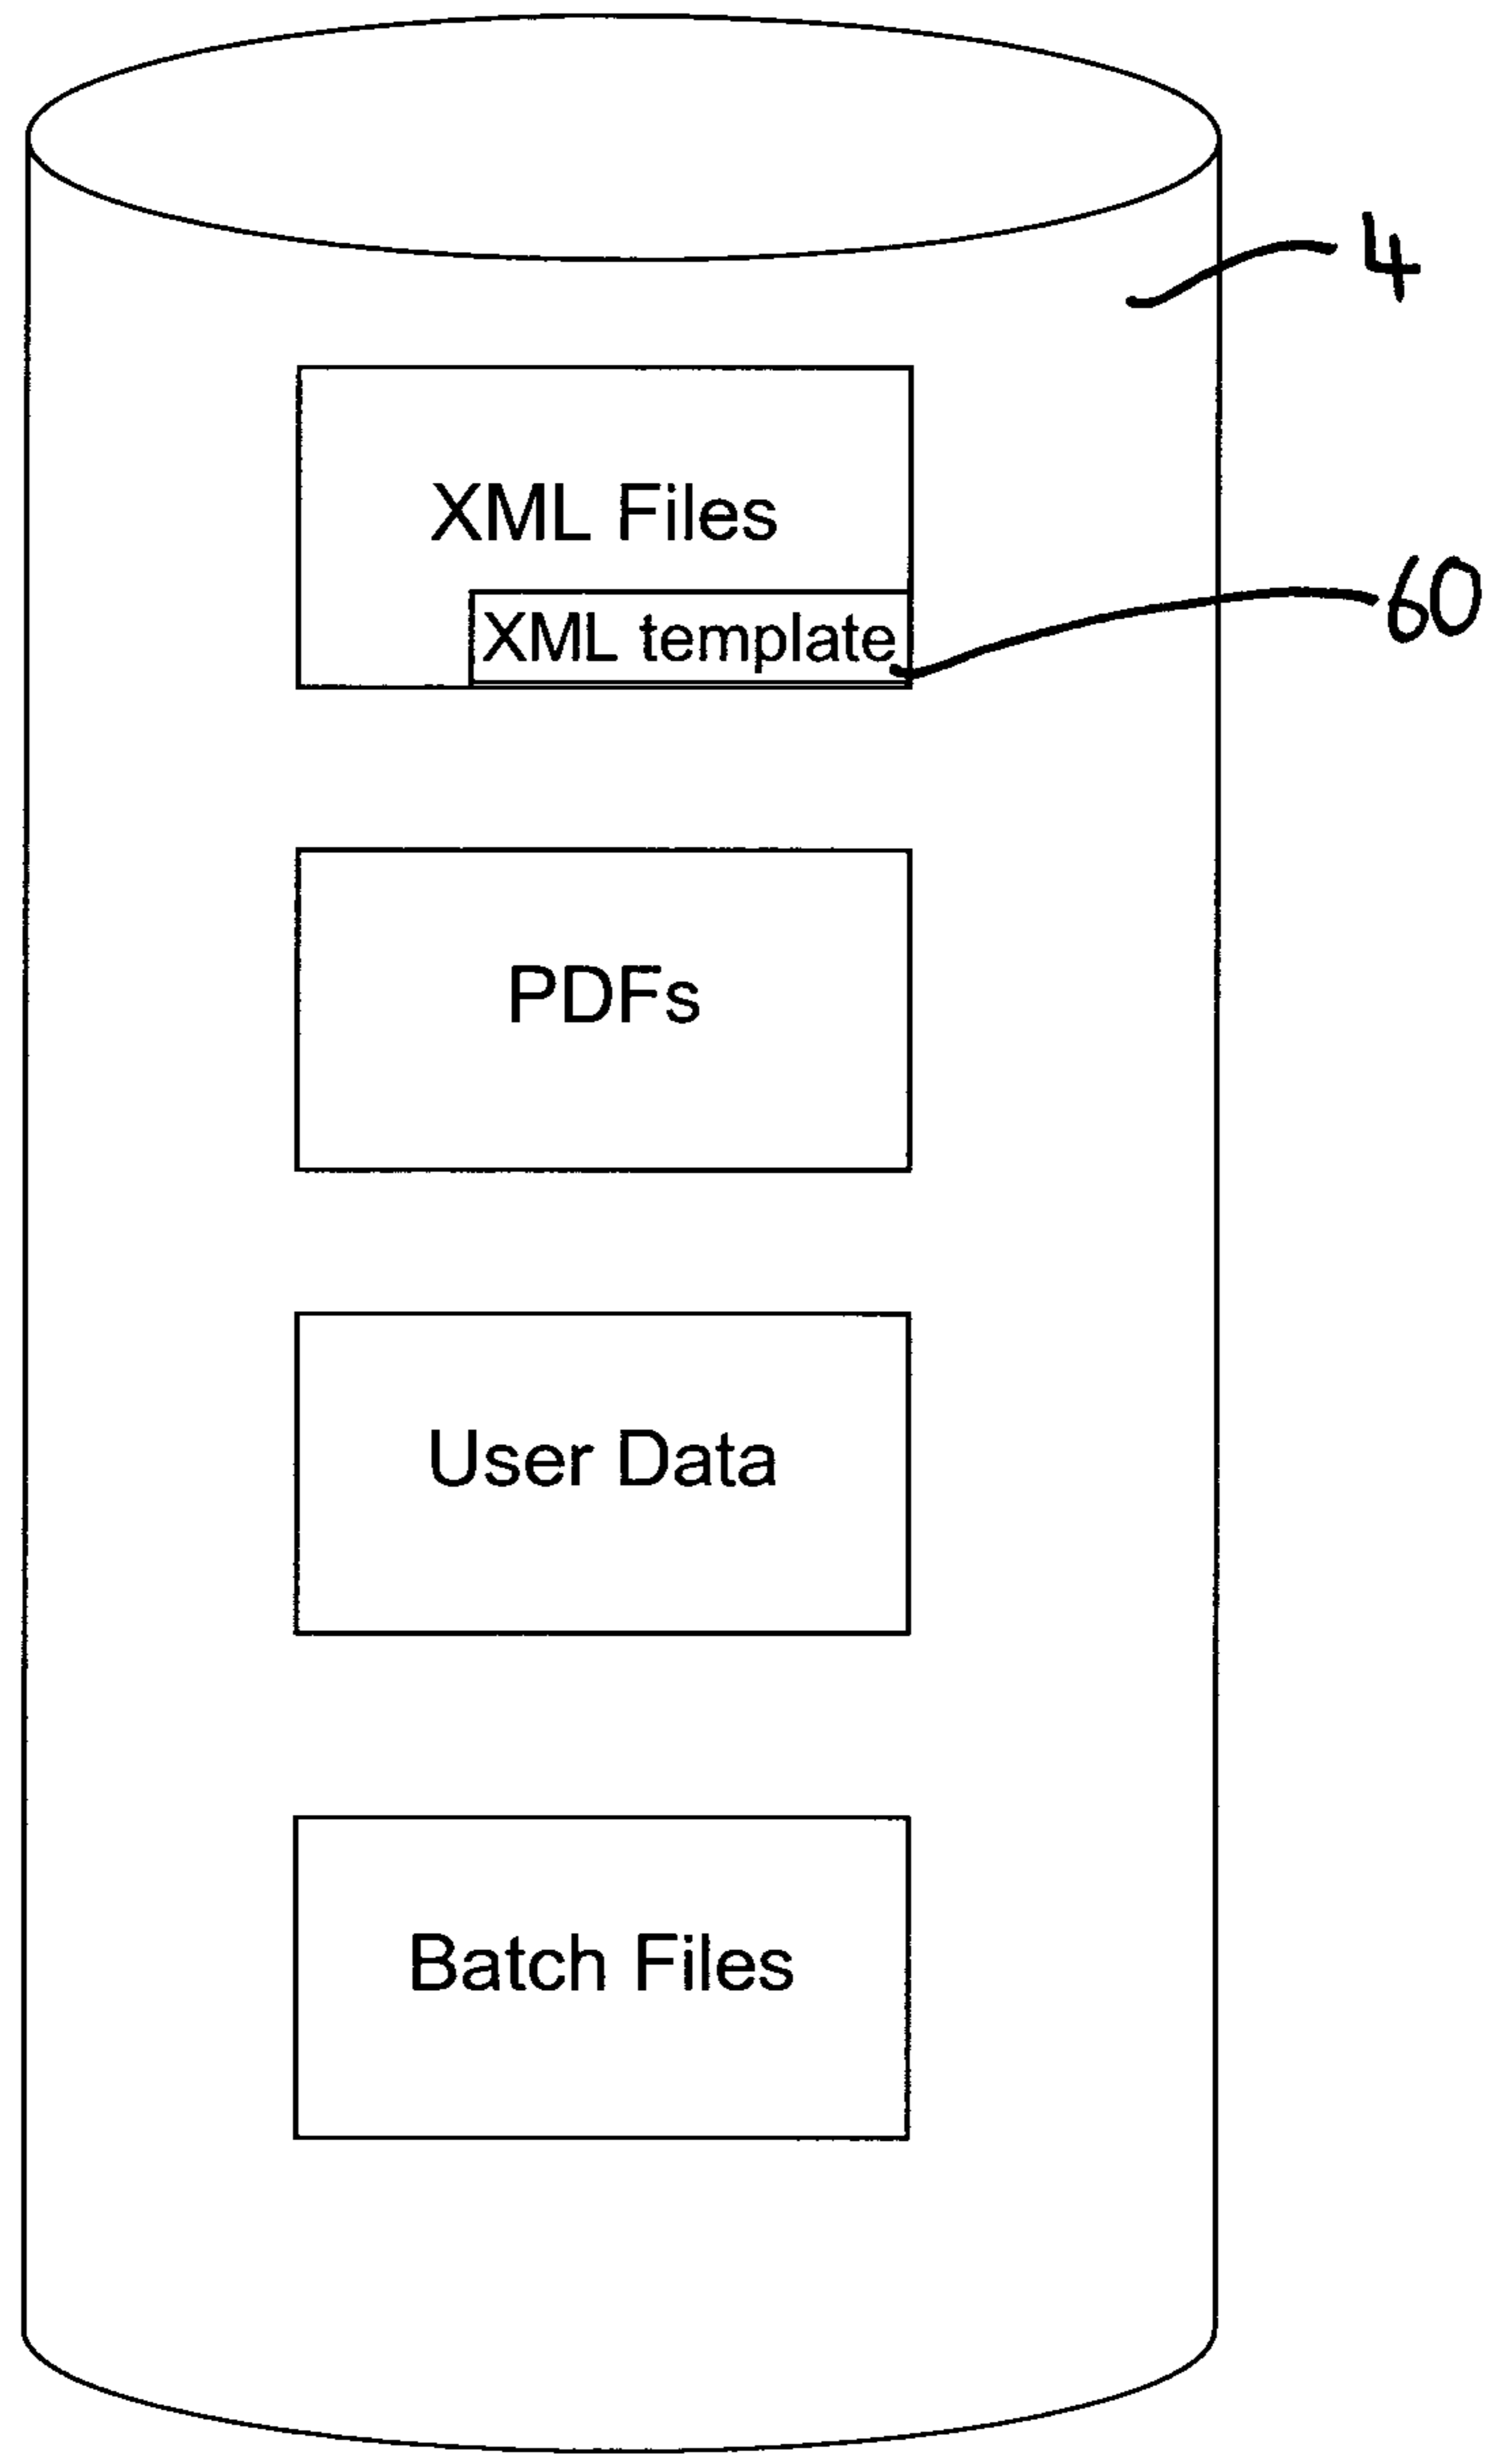 4
XML Files
60
XML template
PDFs
User Data
Batch Files